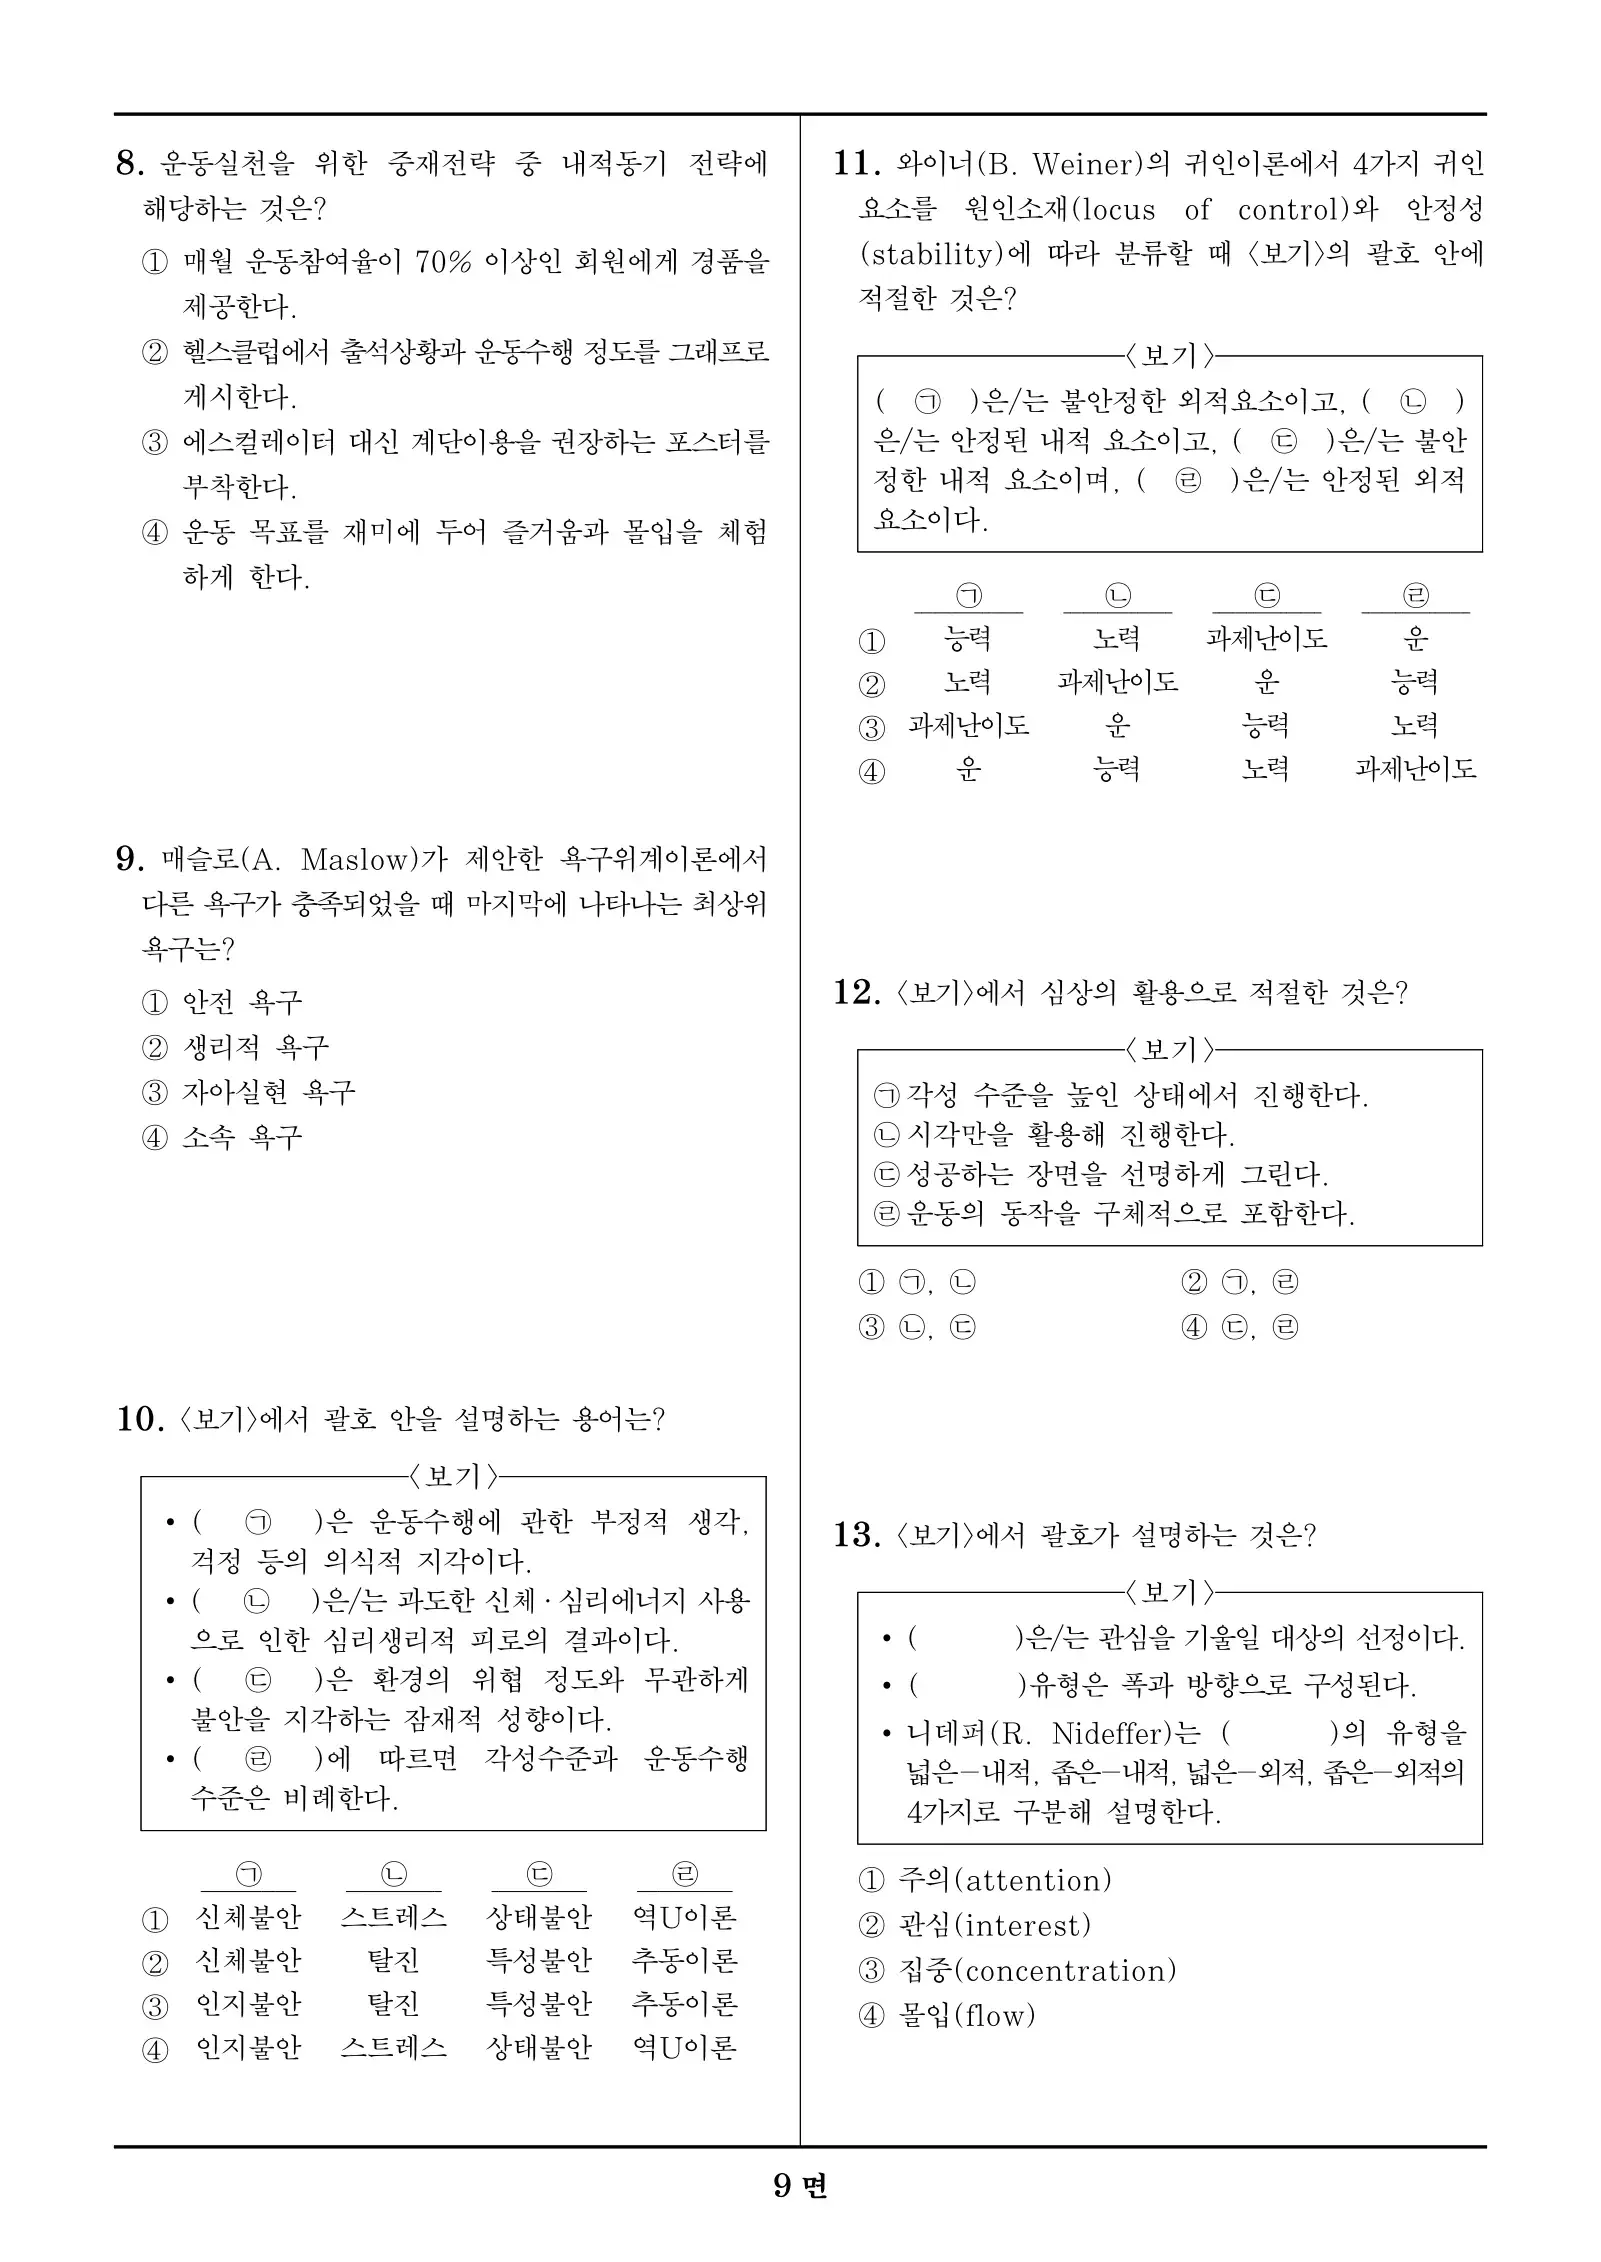 8. 운동실천을 위한 중재전략 중 내적동기 전략에
해당하는 것은?
① 매월 운동참여율이 70% 이상인 회원에게 경품을
제공한다.
② 헬스클럽에서 출석상황과 운동수행 정도를 그래프로
게시한다.
③ 에스컬레이터 대신 계단이용을 권장하는 포스터를
부착한다.
④ 운동 목표를 재미에 두어 즐거움과 몰입을 체험
하게 한다.
9. 매슬로(A. Maslow)가 제안한 욕구위계이론에서
다른 욕구가 충족되었을 때 마지막에 나타나는 최상위
욕구는?
① 안전 욕구
② 생리적 욕구
③ 자아실현 욕구
④ 소속 욕구
10. 〈보기〉에서 괄호 안을 설명하는 용어는?
〈보기〉
• ( ㉠ )은 운동수행에 관한 부정적 생각,
걱정 등의 의식적 지각이다.
• ( ㉡ )은/는 과도한 신체·심리에너지 사용
으로 인한 심리생리적 피로의 결과이다.
• ( ㉢ )은 환경의 위협 정도와 무관하게
불안을 지각하는 잠재적 성향이다.
• ( ㉣ )에 따르면 각성수준과 운동수행
수준은 비례한다.
㉠ ㉡ ㉢ ㉣
① 신체불안 스트레스 상태불안 역U이론
② 신체불안 탈진 특성불안 추동이론
③ 인지불안 탈진 특성불안 추동이론
④ 인지불안 스트레스 상태불안 역U이론
11. 와이너(B. Weiner)의 귀인이론에서 4가지 귀인
요소를 원인소재(locus of control)와 안정성
(stability)에 따라 분류할 때 〈보기〉의 괄호 안에
적절한 것은?
〈보기〉
( ㉠ )은/는 불안정한 외적요소이고, ( ㉡ )
은/는 안정된 내적 요소이고, ( ㉢ )은/는 불안
정한 내적 요소이며, ( ㉣ )은/는 안정된 외적
요소이다.
㉠ ㉡ ㉢ ㉣
① 능력 노력 과제난이도 운
② 노력 과제난이도 운 능력
③ 과제난이도 운 능력 노력
④ 운 능력 노력 과제난이도
12. 〈보기〉에서 심상의 활용으로 적절한 것은?
〈보기〉
㉠ 각성 수준을 높인 상태에서 진행한다.
㉡ 시각만을 활용해 진행한다.
㉢ 성공하는 장면을 선명하게 그린다.
㉣ 운동의 동작을 구체적으로 포함한다.
① ㉠, ㉡ ② ㉠, ㉣
③ ㉡, ㉢ ④ ㉢, ㉣
13. 〈보기〉에서 괄호가 설명하는 것은?
〈보기〉
• ( )은/는 관심을 기울일 대상의 선정이다.
• ( )유형은 폭과 방향으로 구성된다.
• 니데퍼(R. Nideffer)는 ( )의 유형을
넓은-내적, 좁은-내적, 넓은-외적, 좁은-외적의
4가지로 구분해 설명한다.
① 주의(attention)
② 관심(interest)
③ 집중(concentration)
④ 몰입(flow)
9 면